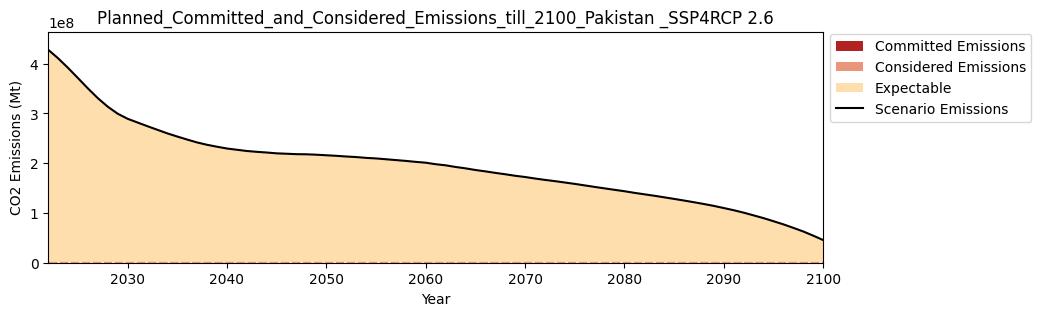 Planned_Committed_and_Considered_Emissions_till_2100_Pakistan _SSP4RCP 2.6
1e8
4
3
2
1
0
CO2 Emissions (Mt)
2030 2040 2050 2060 2070 2080 2090 2100
Year
Committed Emissions
Considered Emissions
Expectable
Scenario Emissions